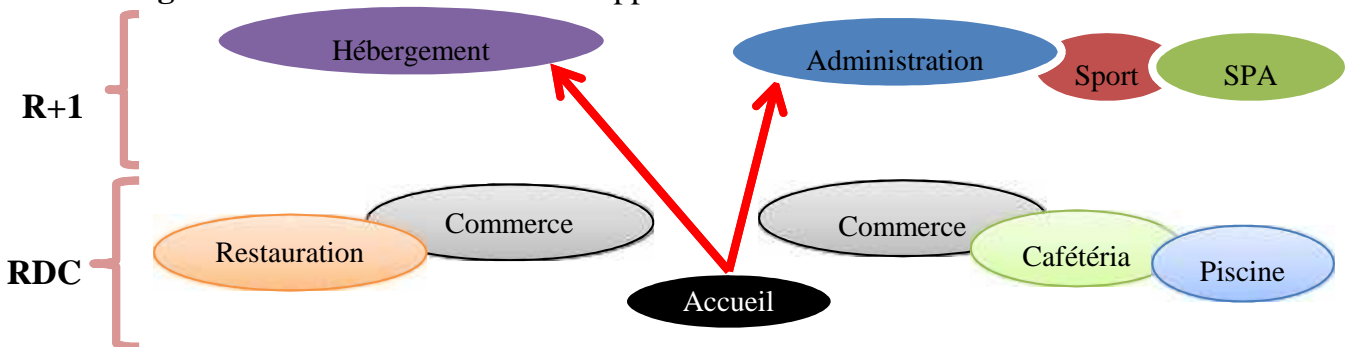 Hébergement
Administration
Sport
SPA
R+1
Commerce
Commerce
Restauration
Cafétéria
Piscine
RDC
Accueil